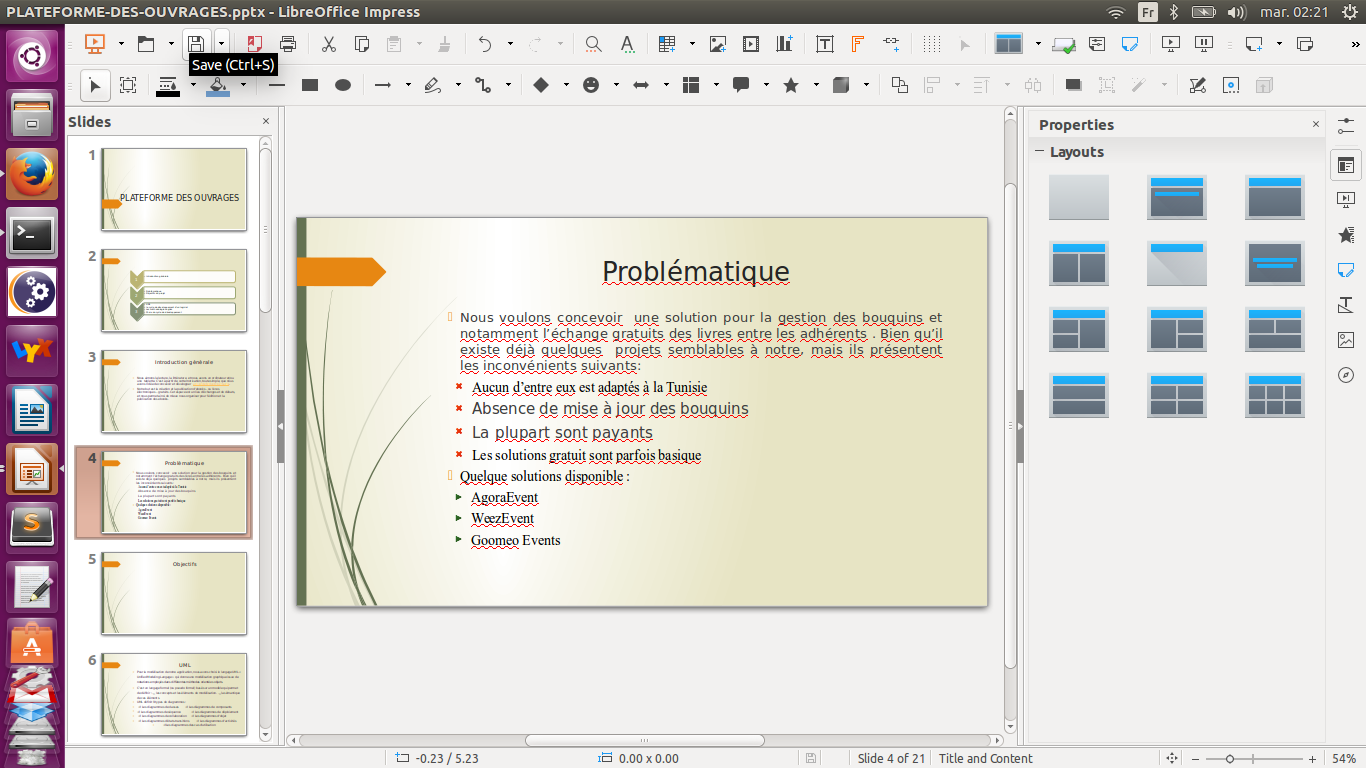 PLATEFORME-DES-OUVRAGES.pptx - LibreOffice Impress
Fr
mar. 02:21
Save (Ctrl+S)
Slides
Properties
Layouts
1
PLATEFORME DES OUVRAGES
2
3
Introduction générale
4
Problématique
5
Objectifs
6
UML
Problématique
Nous voulons concevoir une solution pour la gestion des bouquins et
notamment l'échange gratuits des livres entre les adhérents . Bien qu'il
existe déjà quelques projets semblables à notre, mais ils présentent
les inconvénients suivants:
Aucun d'entre eux est adaptés à la Tunisie
Absence de mise à jour des bouquins
La plupart sont payants
Les solutions gratuit sont parfois basique
Quelque solutions disponible :
AgoraEvent
WeezEvent
Goomeo Events
-0.23 / 5.23
0.00 x 0.00
Slide 4 of 21
Title and Content
54%